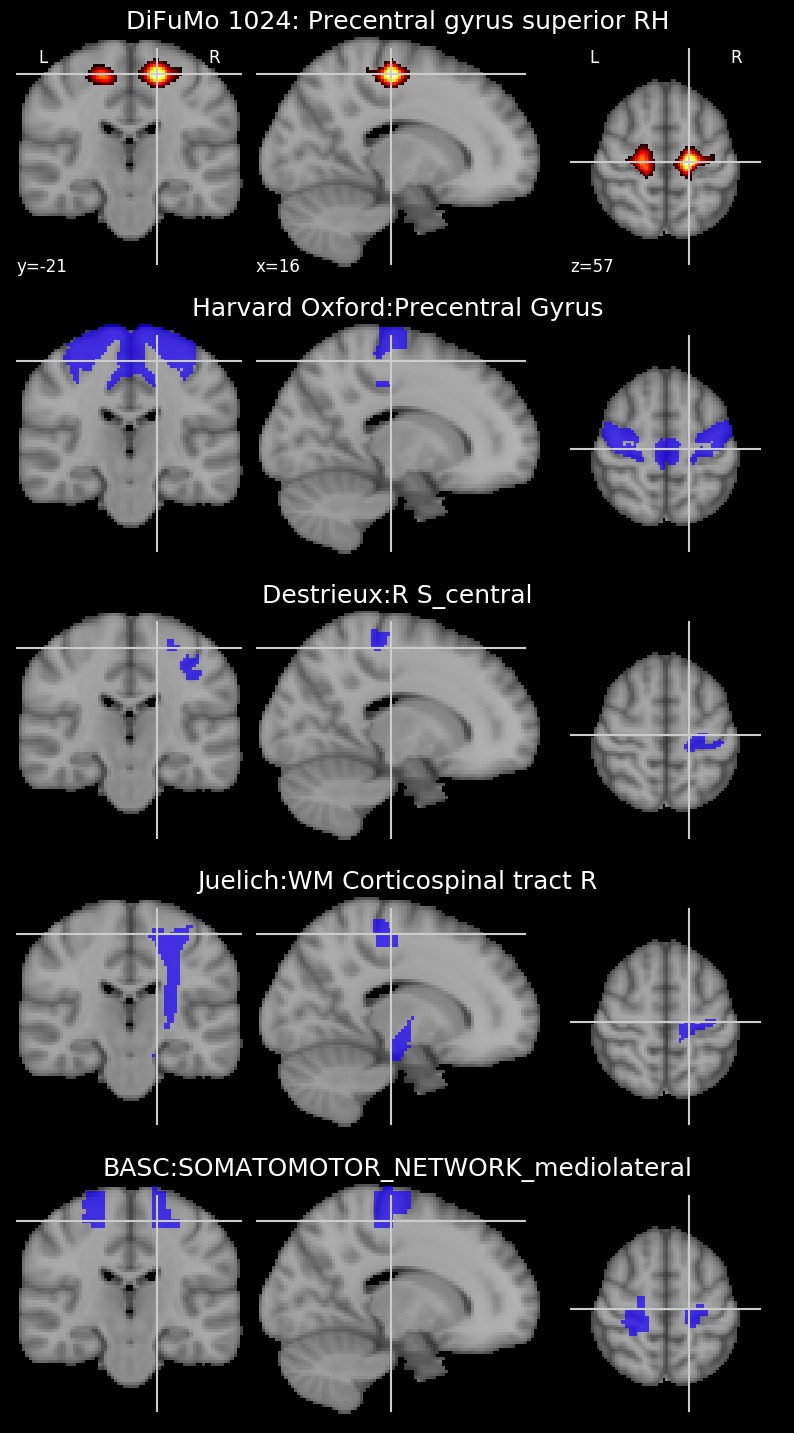 DiFuMo 1024: Precentral gyrus superior RH
L R L R
y=-21 x=16 z=57
Harvard Oxford:Precentral Gyrus
Destrieux:R S_central
Juelich:WM Corticospinal tract R
BASC:SOMATOMOTOR_NETWORK_mediolateral